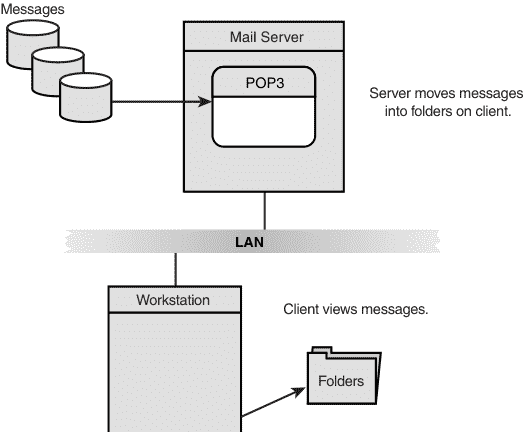 Messages
Mail Server
POP3
Server moves messages
into folders on client.
LAN
Workstation
Client views messages.
Folders